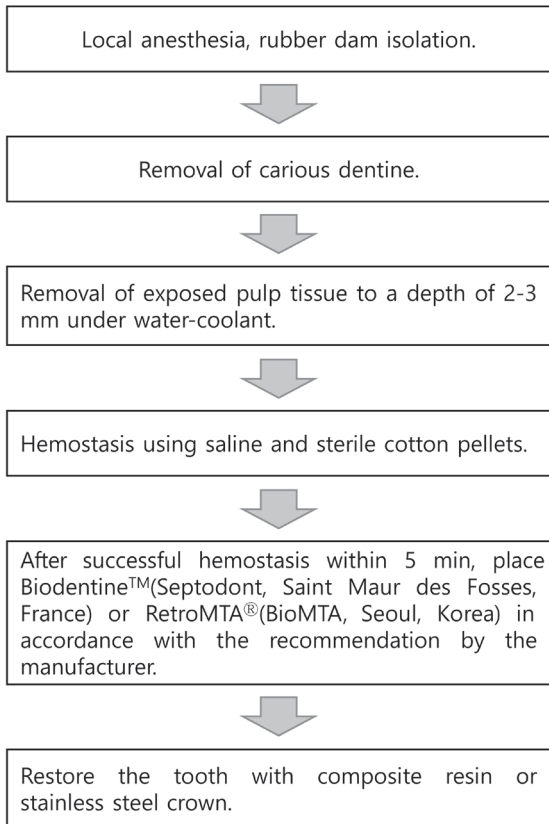 Local anesthesia, rubber dam isolation.
Removal of carious dentine.
Removal of exposed pulp tissue to a depth of 2-3
mm under water-coolant.
Hemostasis using saline and sterile cotton pellets.
After successful hemostasis within 5 min, place
Biodentine™(Septodont, Saint Maur des Fosses,
France) or RetroMTA®(BioMTA, Seoul, Korea) in
accordance with the recommendation by the
manufacturer.
Restore the tooth with composite resin or
stainless steel crown.